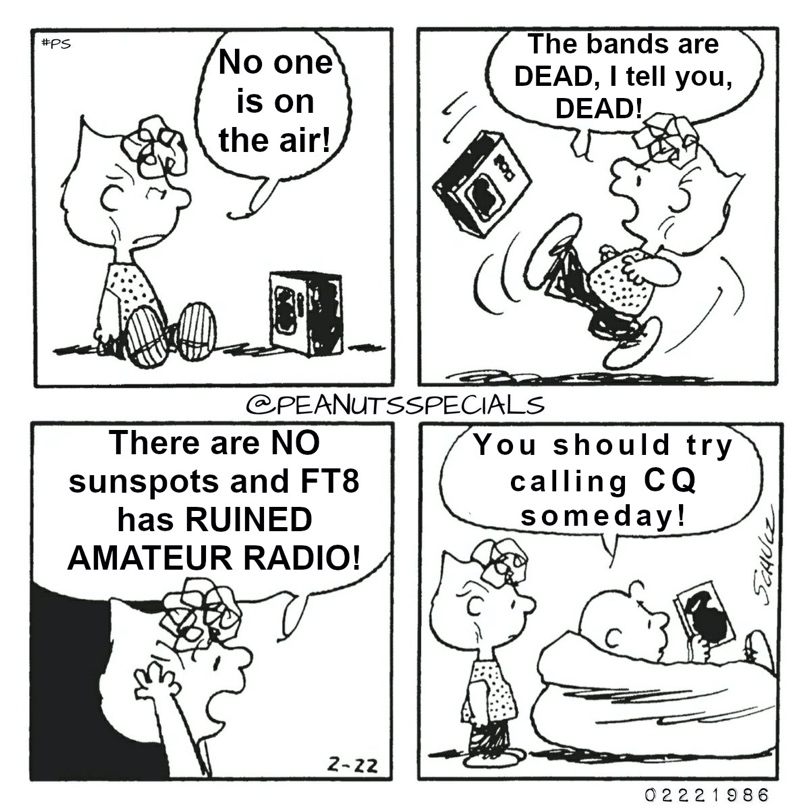 #PS
No one
is on
the air!
The bands are
DEAD, I tell you,
DEAD!
@PEANUTSSPECIALS
There are NO
sunspots and FT8
has RUINED
AMATEUR RADIO!
2-22
You should try
calling CQ
someday!
SCHULZ
02221986